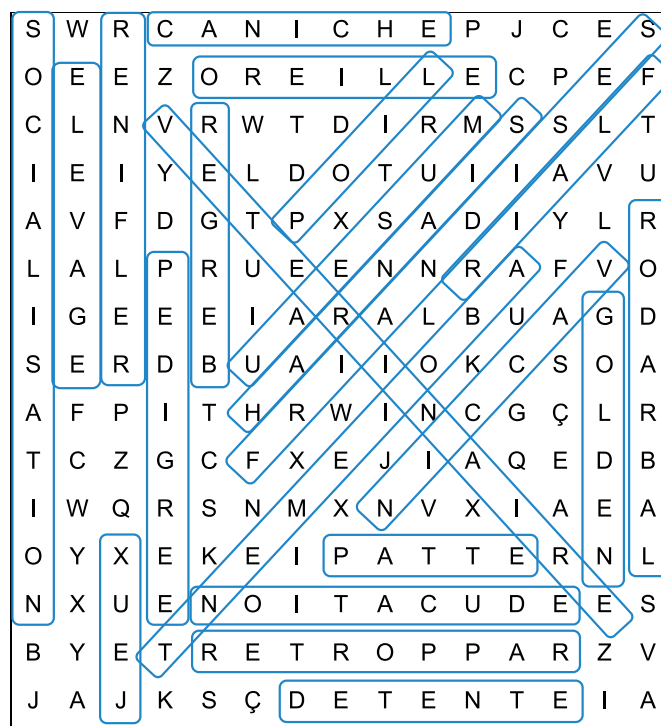 S W R C A N I C H E P J C E S
O E E Z O R E I L L E C P E F
C L N V R W T D I R M S S L T
I E I Y E L D O T U I I A V U
A V F D G T P X S A D I Y L R
L A L P R U E E N N R A F V O
I G E E E I A R A L B U A G D
S E R D B U A I I O K C S O A
A F P I T H R W I N C G Ç L R
T C Z G C F X E J I A Q E D B
I W Q R S N M X N V X I A E A
O Y X E K E I P A T T E R N L
N X U E N O I T A C U D E E S
B Y E T R E T R O P P A R Z V
J A J K S Ç D E T E N T E I A